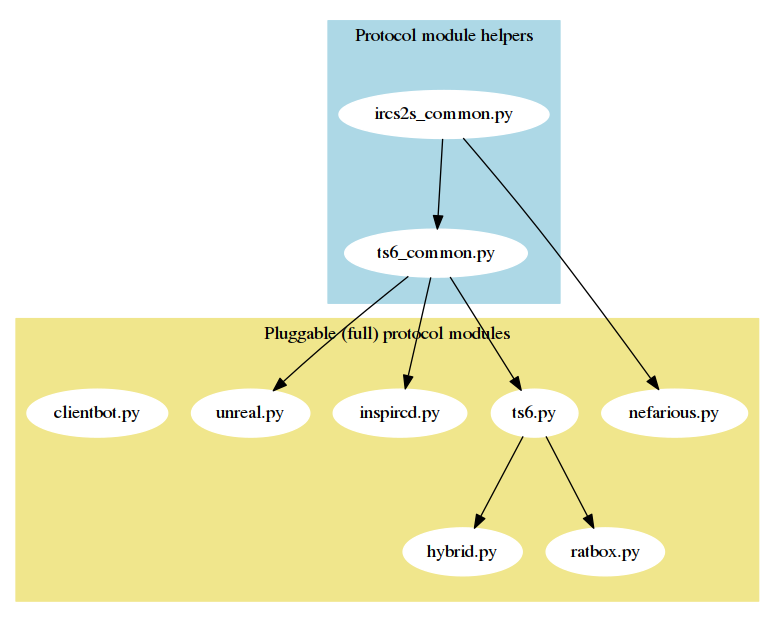 Protocol module helpers
ircs2s_common.py
ts6_common.py
Pluggable (full) protocol modules
clientbot.py
unreal.py
inspircd.py
ts6.py
nefarious.py
hybrid.py
ratbox.py